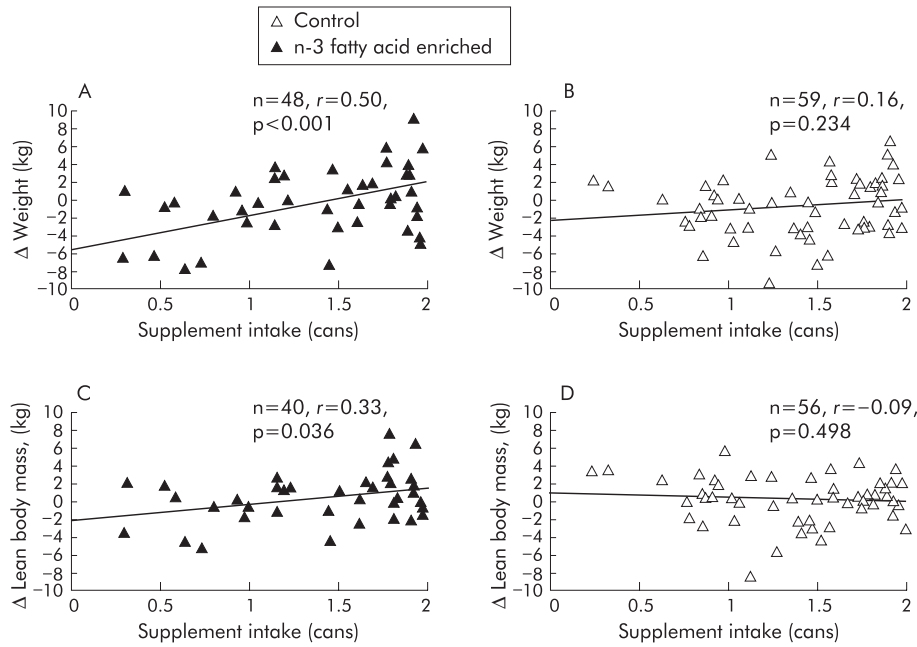 Control
n-3 fatty acid enriched
A
n=48, r=0.50,
p<0.001
Δ Weight (kg)
10
8
6
4
2
0
−2
−4
−6
−8
−10
0 0.5 1 1.5 2
Supplement intake (cans)
B
n=59, r=0.16,
p=0.234
Δ Weight (kg)
10
8
6
4
2
0
−2
−4
−6
−8
−10
0 0.5 1 1.5 2
Supplement intake (cans)
C
n=40, r=0.33,
p=0.036
Δ Lean body mass, (kg)
10
8
6
4
2
0
−2
−4
−6
−8
−10
0 0.5 1 1.5 2
Supplement intake (cans)
D
n=56, r=−0.09,
p=0.498
Δ Lean body mass, (kg)
10
8
6
4
2
0
−2
−4
−6
−8
−10
0 0.5 1 1.5 2
Supplement intake (cans)